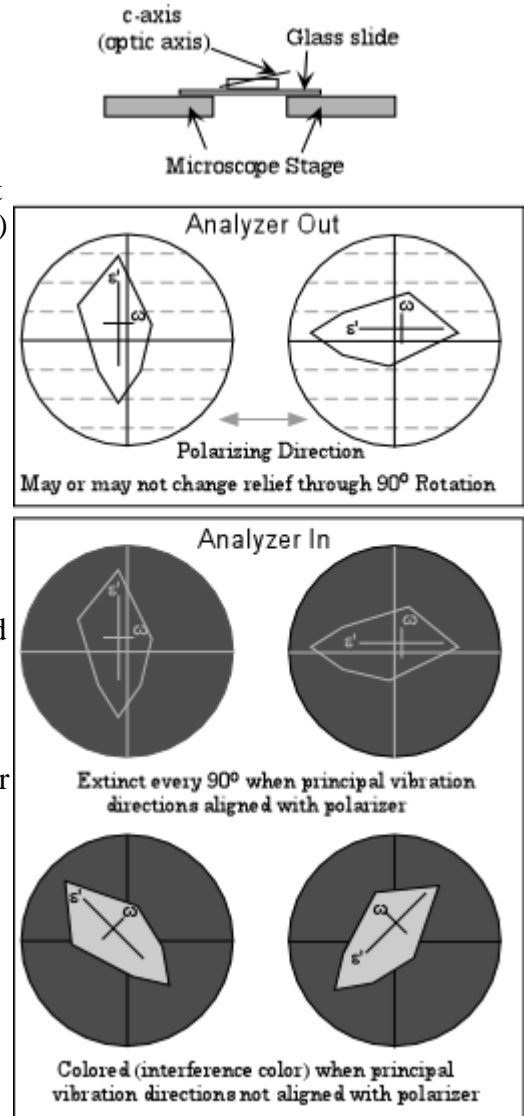 c-axis
(optic axis)
Glass slide
Microscope Stage
t
)
Analyzer Out
ε'
ω
ε'
ω
Polarizing Direction
May or may not change relief through 90º Rotation
d
Analyzer In
ε'
ω
ε'
ω
r
Extinct every 90º when principal vibration
directions aligned with polarizer
ε'
ω
ω
ε'
Colored (interference color) when principal
vibration directions not aligned with polarizer